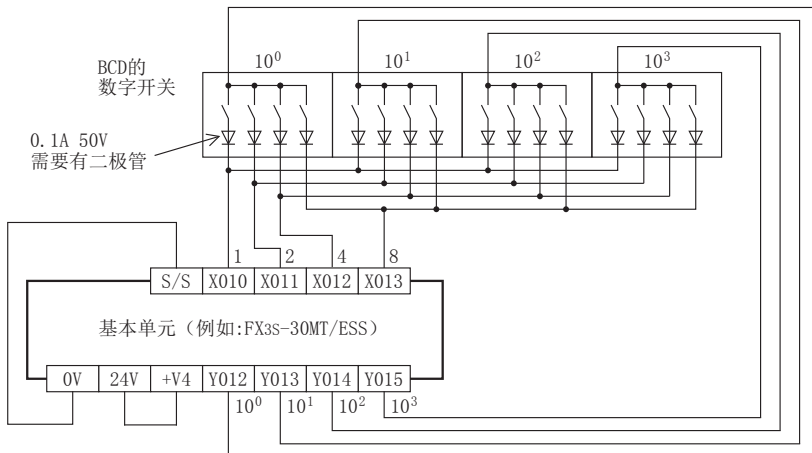 10⁰ 10¹ 10² 10³
BCD的
数字开关
0.1A 50V
需要有二极管
1 2 4 8
S/S X010 X011 X012 X013
基本单元（例如:FX3S-30MT/ESS）
0V 24V +V4 Y012 Y013 Y014 Y015
10⁰ 10¹ 10² 10³